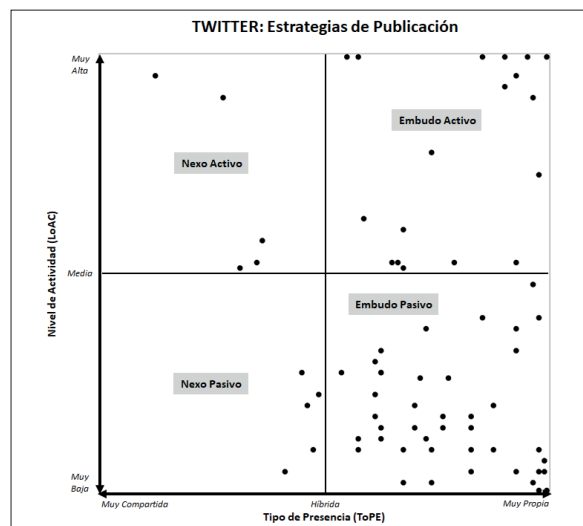 TWITTER: Estrategias de Publicación
Muy
Alta
Embudo Activo
Nexo Activo
Nivel de Actividad (LoAC)
Media
Embudo Pasivo
Nexo Pasivo
Muy
Baja
Muy Compartida
Híbrida
Muy Propia
Tipo de Presencia (ToPE)